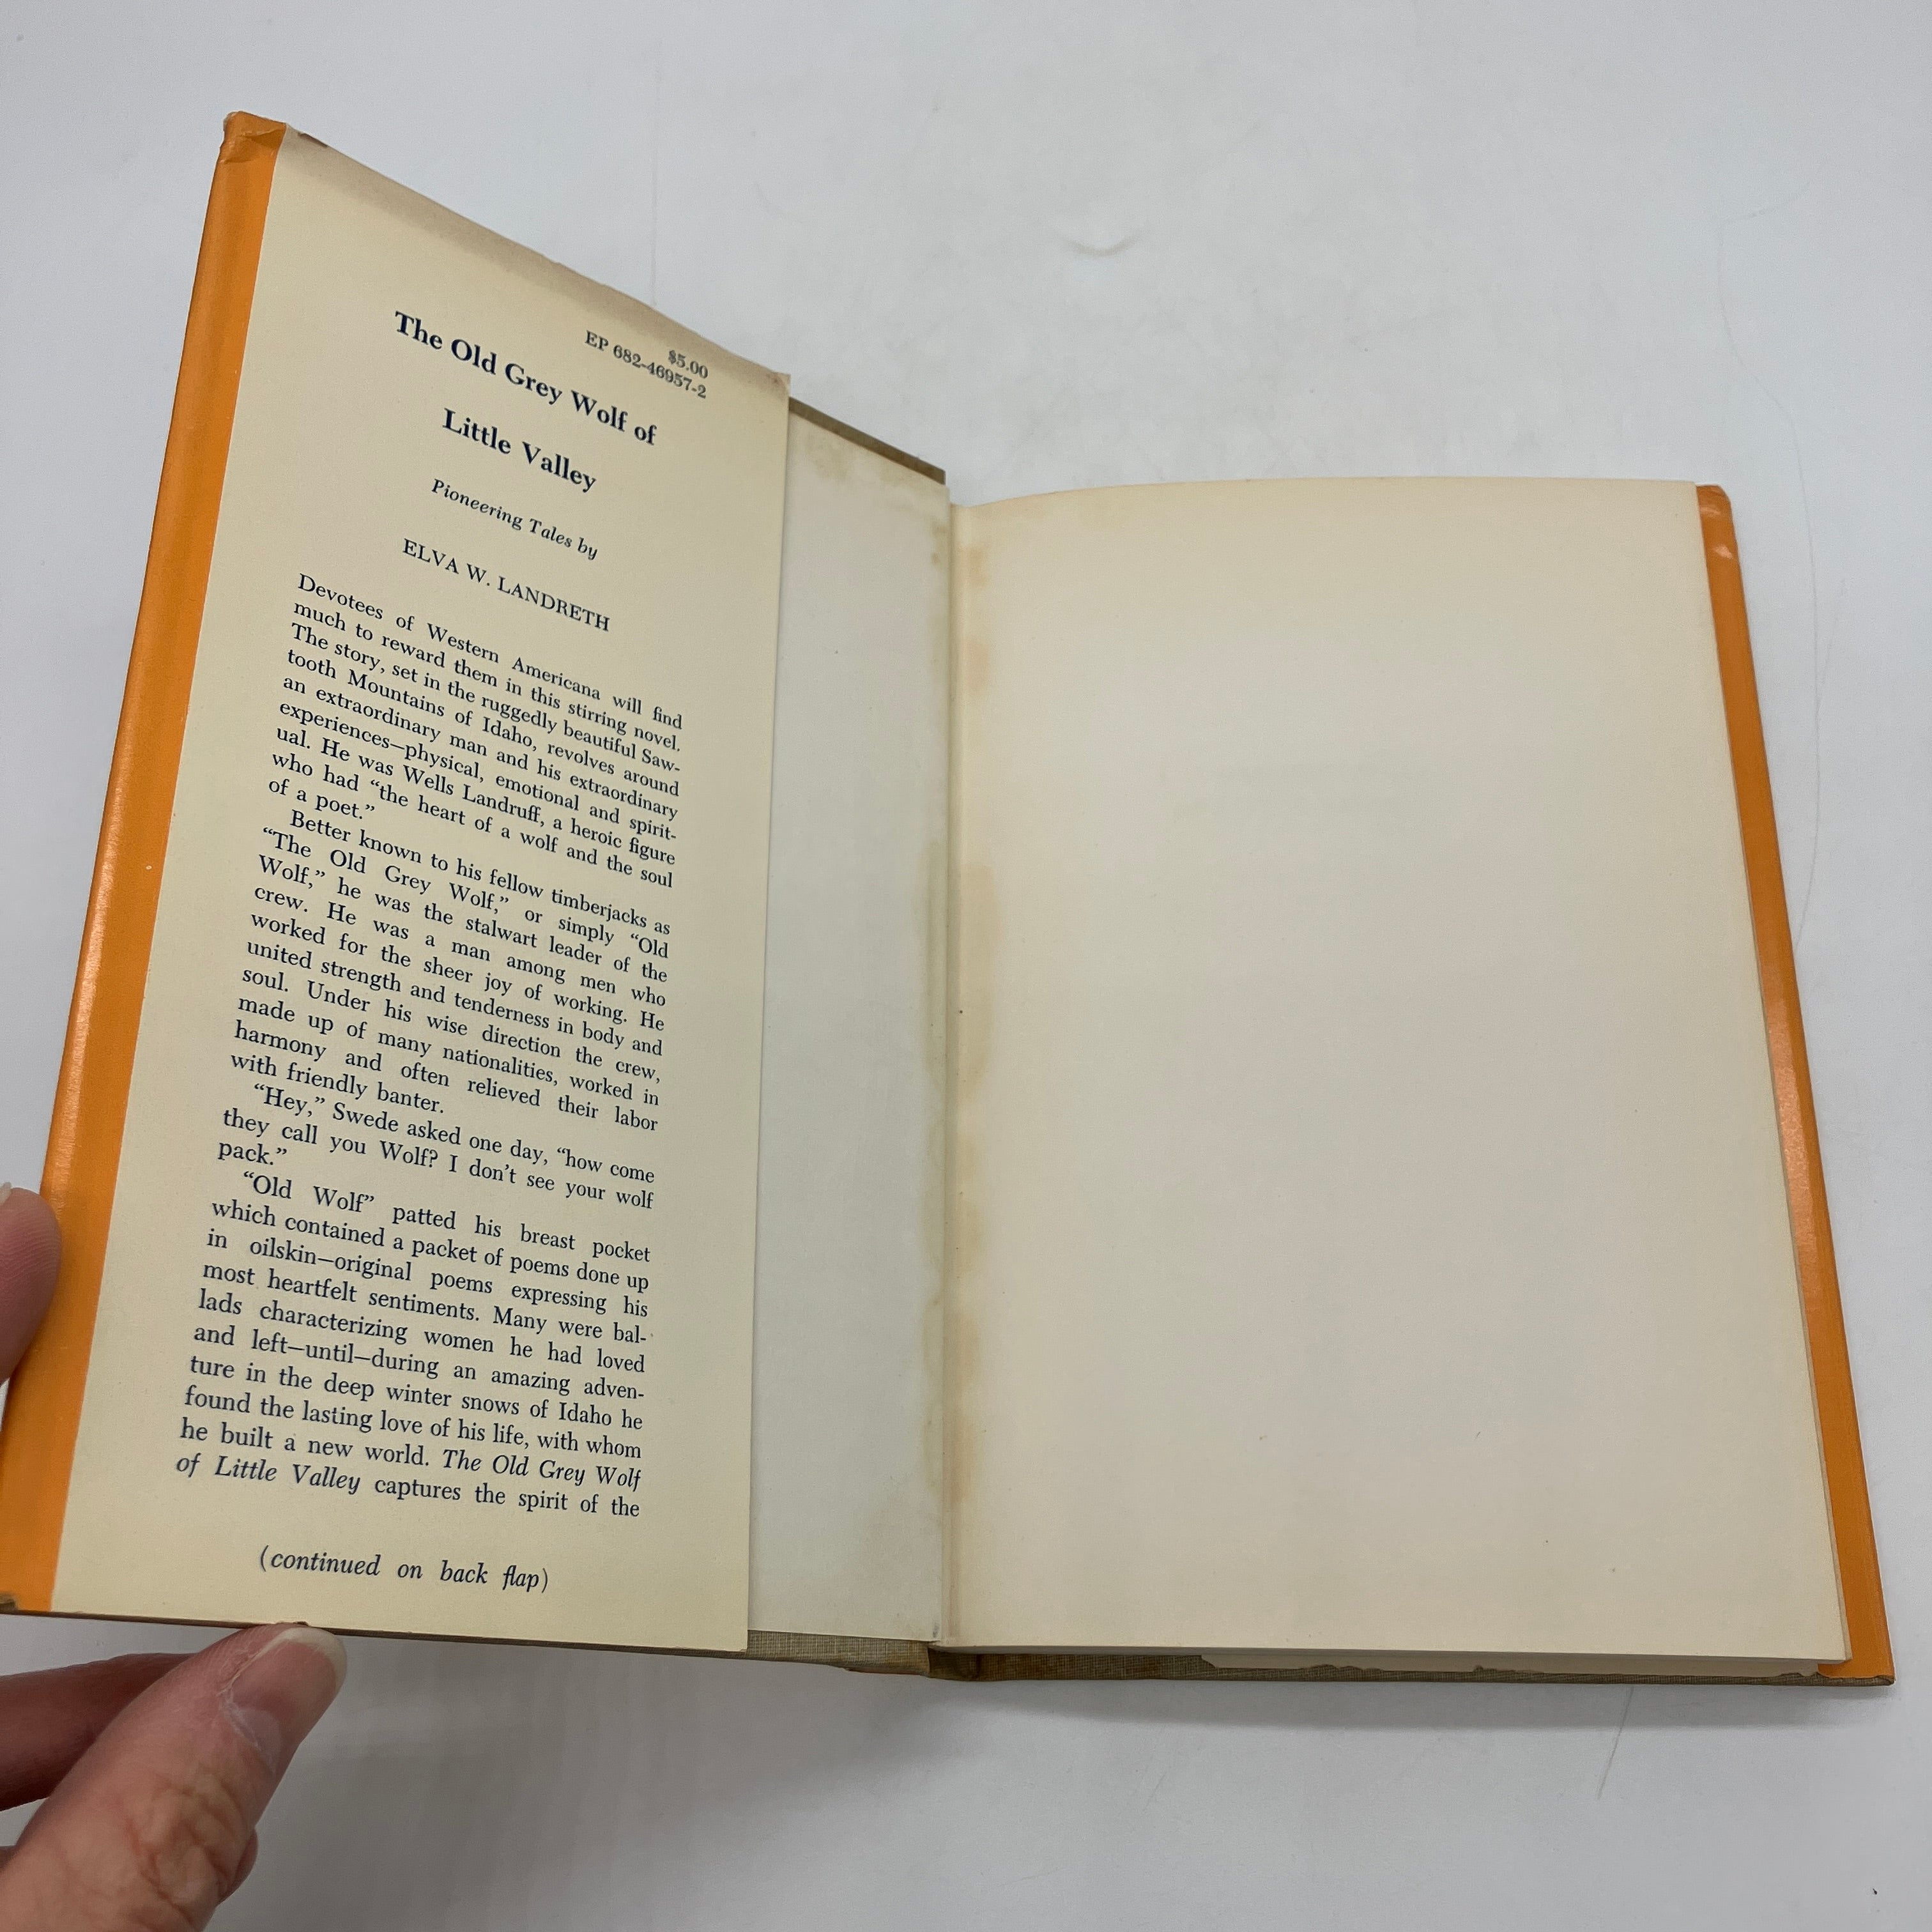 $5.00
EP 682-46957-2
The Old Grey Wolf of
Little Valley
Pioneering Tales by
ELVA W. LANDRETH
Devotees of Western Americana will find
much to reward them in this stirring novel.
The story, set in the ruggedly beautiful Saw-
tooth Mountains of Idaho, revolves around
an extraordinary man and his extraordinary
experiences—physical, emotional and spirit-
ual. He was Wells Landruff, a heroic figure
who had “the heart of a wolf and the soul
of a poet.”
Better known to his fellow timberjacks as
“The Old Grey Wolf,” or simply “Old
Wolf,” he was the stalwart leader of the
crew. He was a man among men who
worked for the sheer joy of working. He
united strength and tenderness in body and
soul. Under his wise direction the crew,
made up of many nationalities, worked in
harmony and often relieved their labor
with friendly banter.
“Hey,” Swede asked one day, “how come
they call you Wolf? I don’t see your wolf
pack.”
“Old Wolf” patted his breast pocket
which contained a packet of poems done up
in oilskin—original poems expressing his
most heartfelt sentiments. Many were bal-
lads characterizing women he had loved
and left—until—during an amazing adven-
ture in the deep winter snows of Idaho he
found the lasting love of his life, with whom
he built a new world. The Old Grey Wolf
of Little Valley captures the spirit of the
(continued on back flap)